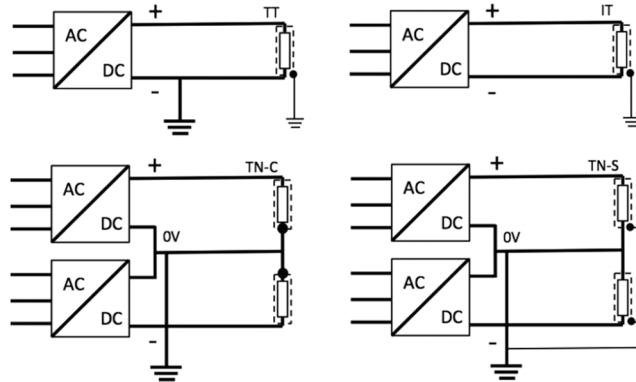 AC
DC
+
-
TT
AC
DC
+
-
IT
AC
DC
+
TN-C
0V
AC
DC
-
AC
DC
+
TN-S
0V
AC
DC
-